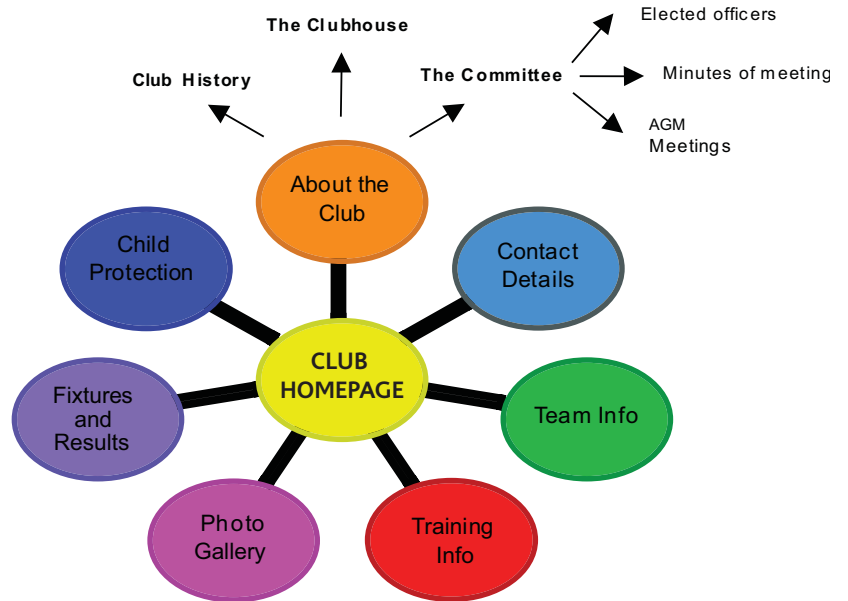 Elected officers
The Clubhouse
Club History
The Committee
Minutes of meeting
AGM
Meetings
About the
Club
Child
Protection
Contact
Details
CLUB
HOMEPAGE
Fixtures
and
Results
Team Info
Photo
Gallery
Training
Info